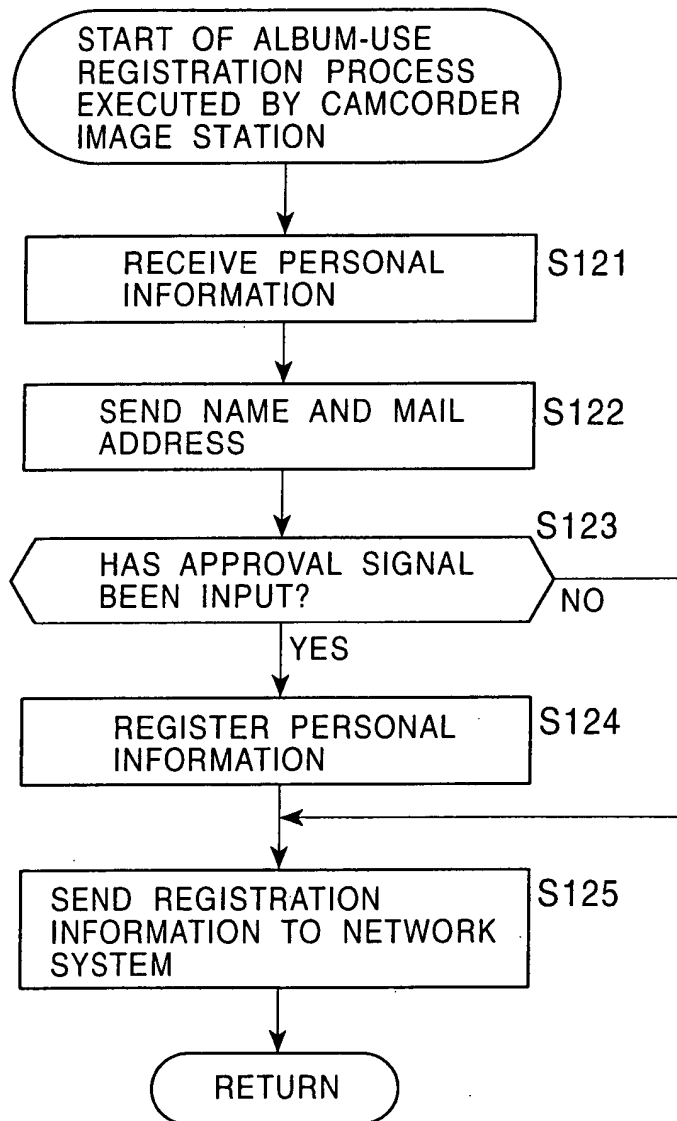 START OF ALBUM-USE
REGISTRATION PROCESS
EXECUTED BY CAMCORDER
IMAGE STATION
RECEIVE PERSONAL
INFORMATION
S121
SEND NAME AND MAIL
ADDRESS
S122
S123
HAS APPROVAL SIGNAL
BEEN INPUT?
NO
YES
REGISTER PERSONAL
INFORMATION
S124
SEND REGISTRATION
INFORMATION TO NETWORK
SYSTEM
S125
RETURN